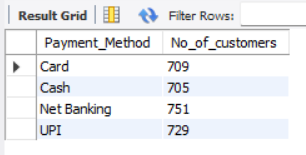 Result Grid Filter Rows:
Payment_Method No_of_customers
Card 709
Cash 705
Net Banking 751
UPI 729